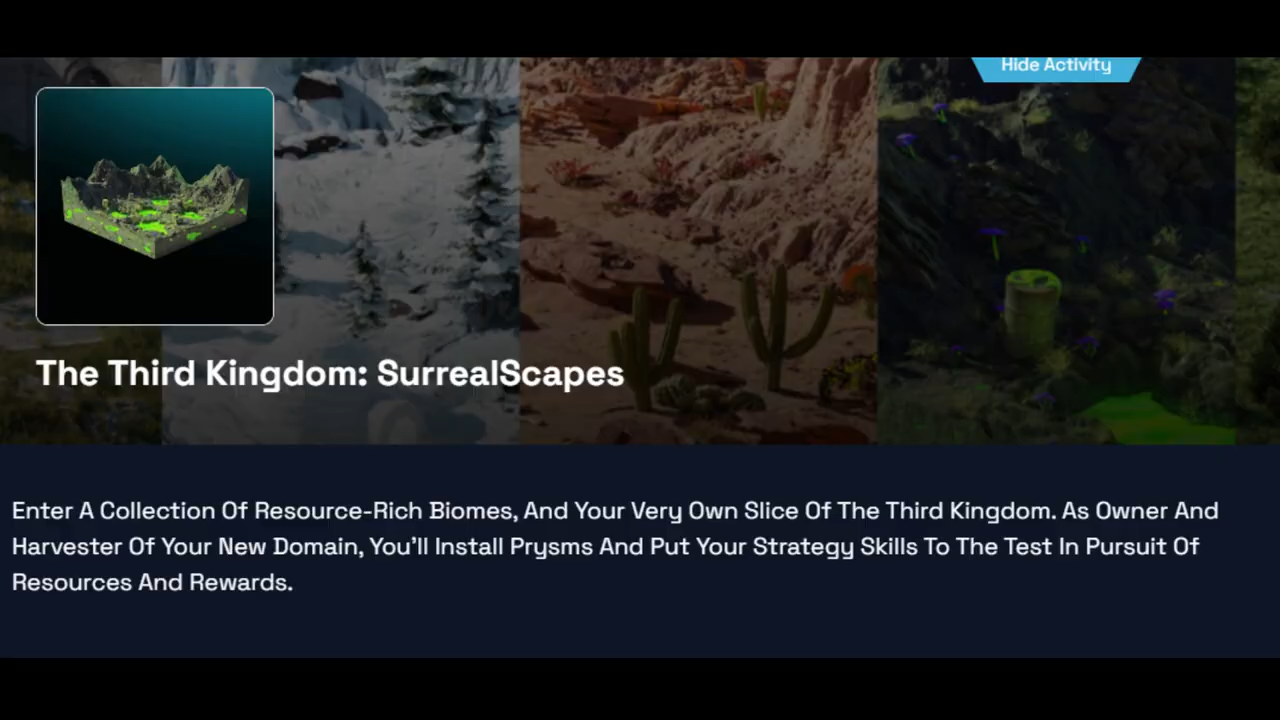 Hide Activity
The Third Kingdom: SurrealScapes
Enter A Collection Of Resource-Rich Biomes, And Your Very Own Slice Of The Third Kingdom. As Owner And
Harvester Of Your New Domain, You'll Install Prysms And Put Your Strategy Skills To The Test In Pursuit Of
Resources And Rewards.